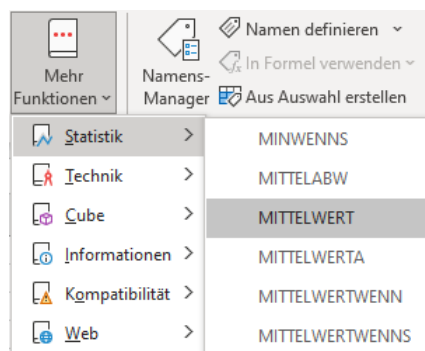 Mehr
Funktionen
Namens-
Manager
Namen definieren
In Formel verwenden
Aus Auswahl erstellen
Statistik
Technik
Cube
Informationen
Kompatibilität
Web
MINWENNS
MITTELABW
MITTELWERT
MITTELWERTA
MITTELWERTWENN
MITTELWERTWENNS